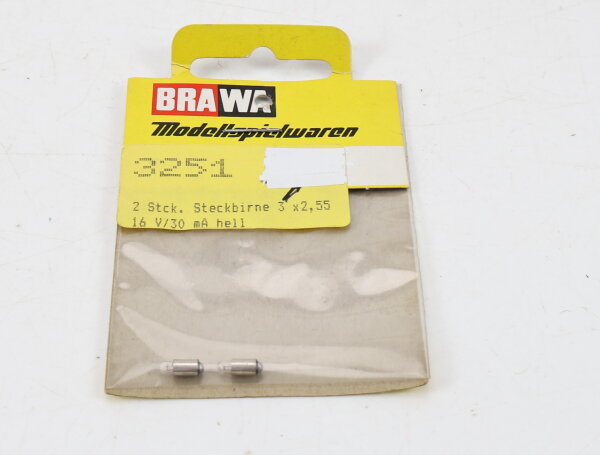 BRAWA
Modellspielwaren
3251
2 Stck. Steckbirne 3 x2,55
16 V/30 mA hell